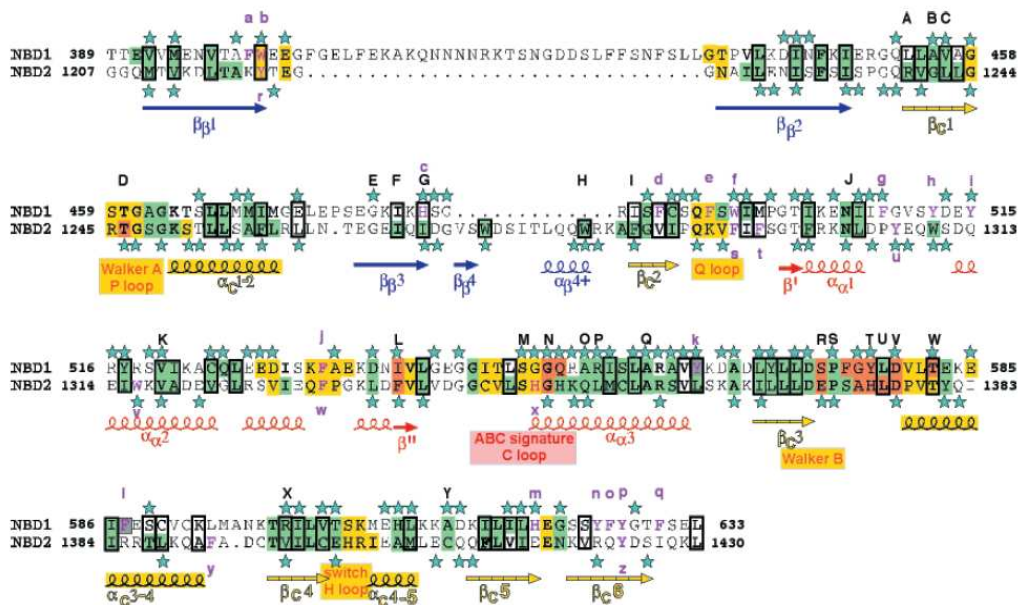 a b A B C
NBD1 389 TTEVVMENVTAFWEEGFGELFEKAKQNNNNRKTSNGDDSLFFSNFSLLGTPVLKDINFKIERGQLLAVAG 458
NBD2 1207 GGQMTVKDLTAKYTEG................................GNAILENISFSISPGQRVGLLG 1244
r
ββ1 ββ2 βC1
D E F c G H I d e f J g h i
NBD1 459 STGAGKTSLLMMIMGELEPSEGKIKHSG.............RISFCSQFSWIMPGTIKENIIFGVSYDEY 515
NBD2 1245 RTGSGKSTLLSAFLRLLN.TEGEIQIDGVSWDSITLQQWRKAFGVIPQKVFIFSGTFRKNLDPYEQWSDQ 1313
s t u
Walker A P loop αC1-2 ββ3 ββ4 αβ4+ βC2 Q loop β' αα1
K j L M N O P Q k R S T U V W
NBD1 516 RYRSVIKACQLEEDISKFAEKDNIVLGEGGITLSGGQRARISLARAVYKDADLYLLDSPFGYLDVLTEKE 585
NBD2 1314 EIWKVADEVGLRSVIEQFPGKLDFVLVDGGCVLSHGHKQLMCLARSVLSKAKILLLDEPSAHLDPVTYQI 1383
v w x
αα2 β'' ABC signature C loop αα3 βC3 Walker B
l X Y m n o p q
NBD1 586 IFESCVCKLMANKTRILVTSKMEHLKKADKILILHEGSSYFYGTFSEL 633
NBD2 1384 IRRTLKQAFA.DCTVILCEHRIEAMLECQQFLVIEENKVRQYDSIQKL 1430
y z
αC3-4 βC4 switch H loop αC4-5 βC5 βC6